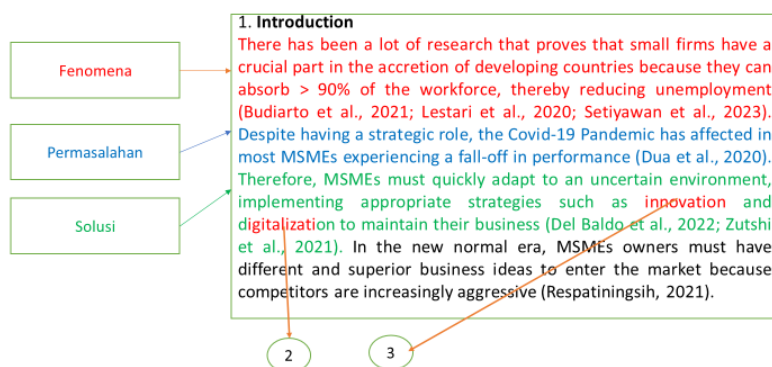 1. Introduction
There has been a lot of research that proves that small firms have a
crucial part in the accretion of developing countries because they can
absorb > 90% of the workforce, thereby reducing unemployment
(Budiarto et al., 2021; Lestari et al., 2020; Setiyawan et al., 2023).
Despite having a strategic role, the Covid-19 Pandemic has affected in
most MSMEs experiencing a fall-off in performance (Dua et al., 2020).
Therefore, MSMEs must quickly adapt to an uncertain environment,
implementing appropriate strategies such as innovation and
digitalization to maintain their business (Del Baldo et al., 2022; Zutshi
et al., 2021). In the new normal era, MSMEs owners must have
different and superior business ideas to enter the market because
competitors are increasingly aggressive (Respatiningsih, 2021).
Fenomena
Permasalahan
Solusi
2
3